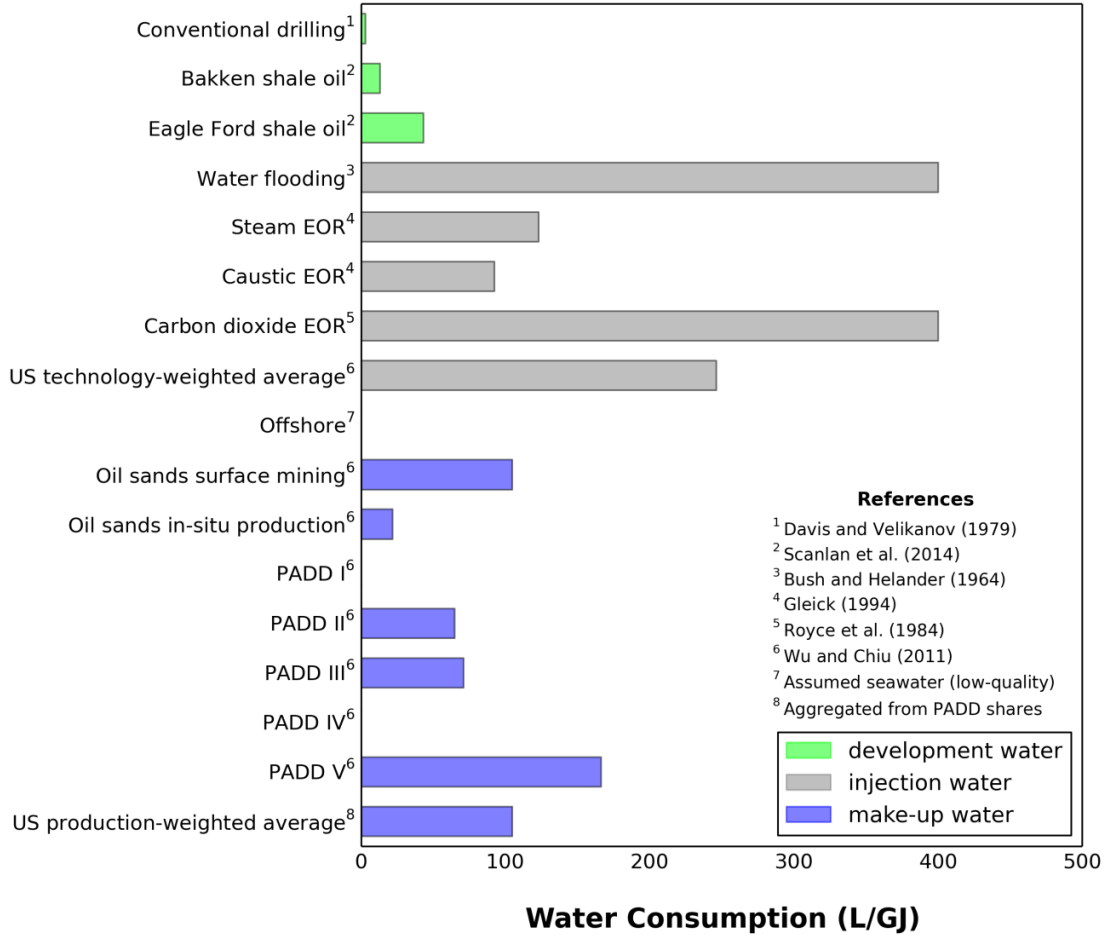 Conventional drilling¹
Bakken shale oil²
Eagle Ford shale oil²
Water flooding³
Steam EOR⁴
Caustic EOR⁴
Carbon dioxide EOR⁵
US technology-weighted average⁶
Offshore⁷
Oil sands surface mining⁶
Oil sands in-situ production⁶
PADD I⁶
PADD II⁶
PADD III⁶
PADD IV⁶
PADD V⁶
US production-weighted average⁸
References
¹ Davis and Velikanov (1979)
² Scanlan et al. (2014)
³ Bush and Helander (1964)
⁴ Gleick (1994)
⁵ Royce et al. (1984)
⁶ Wu and Chiu (2011)
⁷ Assumed seawater (low-quality)
⁸ Aggregated from PADD shares
development water
injection water
make-up water
0 100 200 300 400 500
Water Consumption (L/GJ)